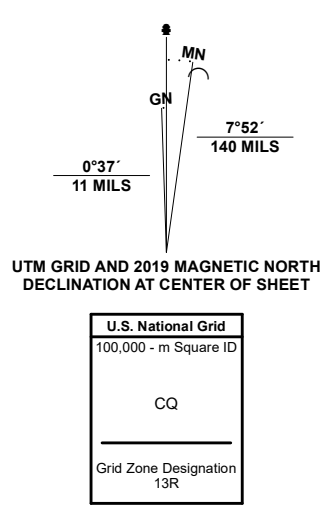 MN
GN
7°52´
140 MILS
0°37´
11 MILS
UTM GRID AND 2019 MAGNETIC NORTH
DECLINATION AT CENTER OF SHEET
U.S. National Grid
100,000 - m Square ID
CQ
Grid Zone Designation
13R